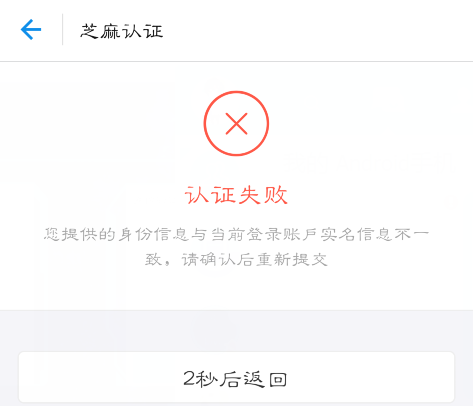 芝麻认证
认证失败
您提供的身份信息与当前登录账户实名信息不一
致，请确认后重新提交
2秒后返回